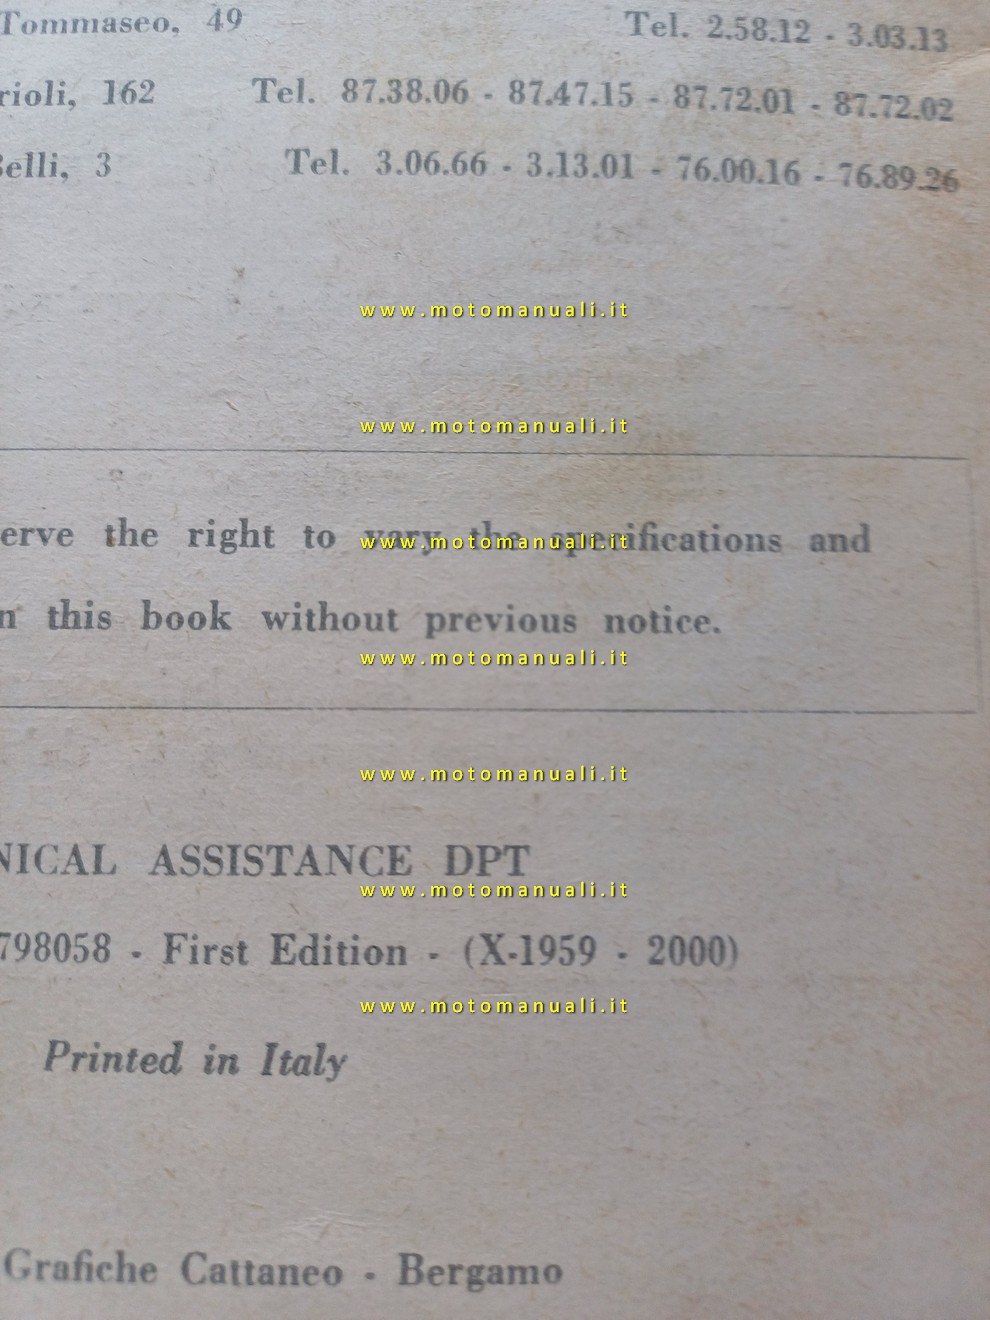 Tommaseo, 49 Tel. 2.58.12 - 3.03.13
rioli, 162 Tel. 87.38.06 - 87.47.15 - 87.72.01 - 87.72.02
Belli, 3 Tel. 3.06.66 - 3.13.01 - 76.00.16 - 76.89.26
www.motomanuali.it
www.motomanuali.it
erve the right to vary the specifications and
www.motomanuali.it
n this book without previous notice.
www.motomanuali.it
www.motomanuali.it
NICAL ASSISTANCE DPT
www.motomanuali.it
798058 - First Edition - (X-1959 - 2000)
www.motomanuali.it
Printed in Italy
Grafiche Cattaneo - Bergamo